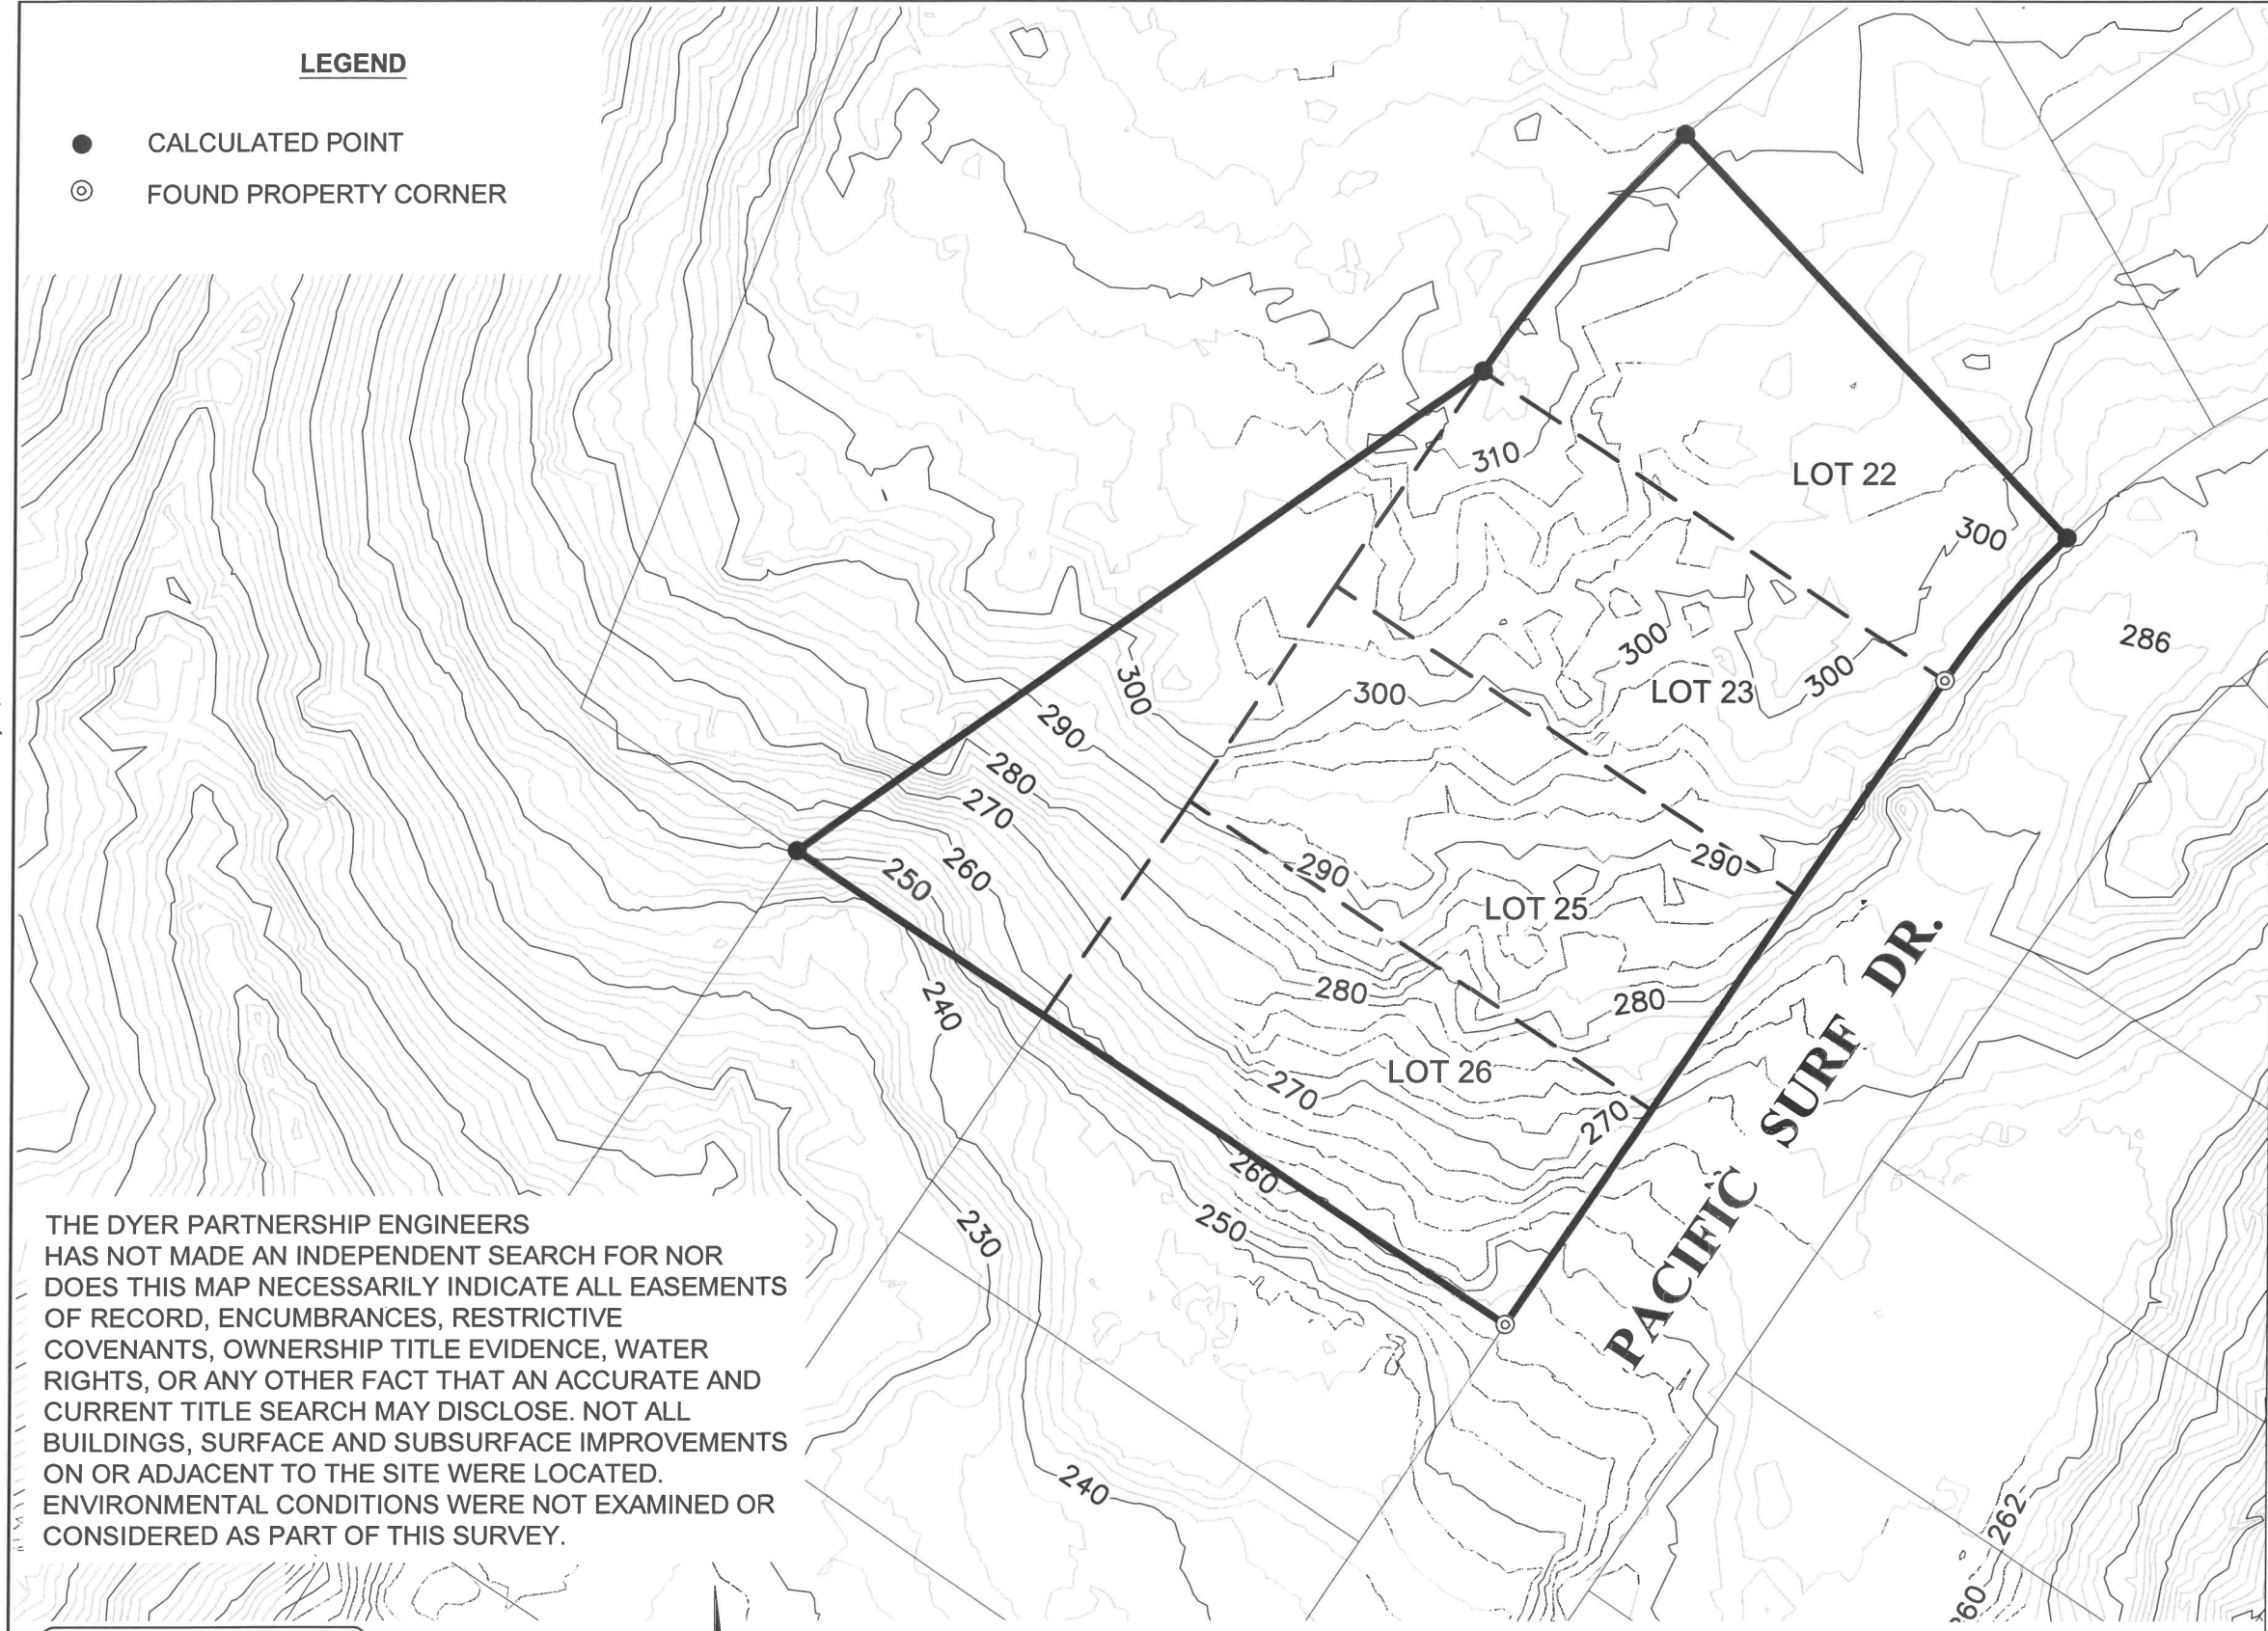 LEGEND
CALCULATED POINT
FOUND PROPERTY CORNER
310
LOT 22
300
286
300
300
LOT 23
300
300
290
280
270
290
290
260
250
LOT 25
240
280
280
LOT 26
270
270
260
250
230
240
PACIFIC SURF DR.
262
THE DYER PARTNERSHIP ENGINEERS
HAS NOT MADE AN INDEPENDENT SEARCH FOR NOR
DOES THIS MAP NECESSARILY INDICATE ALL EASEMENTS
OF RECORD, ENCUMBRANCES, RESTRICTIVE
COVENANTS, OWNERSHIP TITLE EVIDENCE, WATER
RIGHTS, OR ANY OTHER FACT THAT AN ACCURATE AND
CURRENT TITLE SEARCH MAY DISCLOSE. NOT ALL
BUILDINGS, SURFACE AND SUBSURFACE IMPROVEMENTS
ON OR ADJACENT TO THE SITE WERE LOCATED.
ENVIRONMENTAL CONDITIONS WERE NOT EXAMINED OR
CONSIDERED AS PART OF THIS SURVEY.